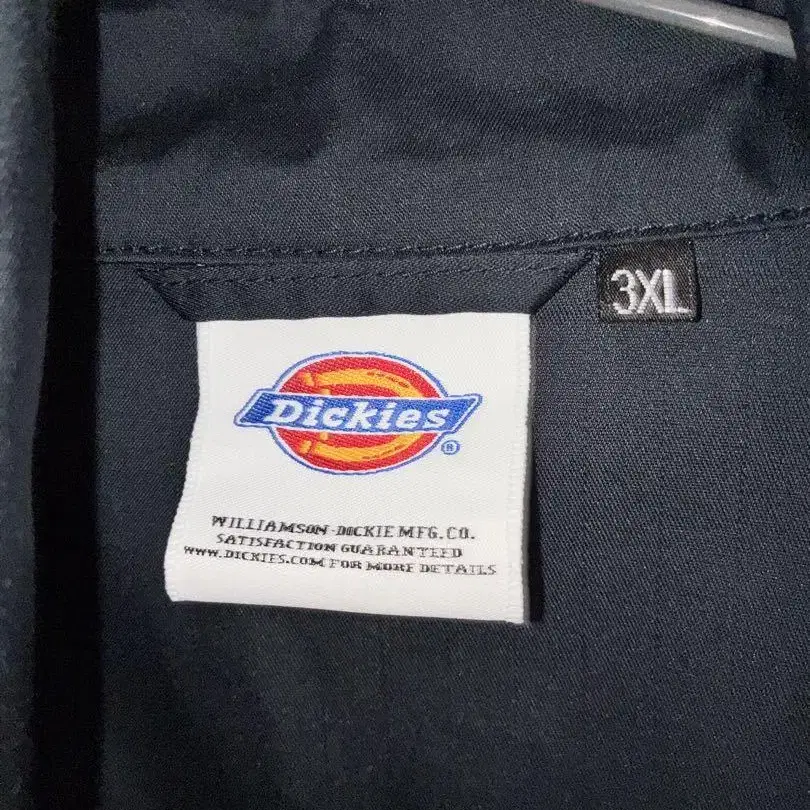 3XL
Dickies®
WILLIAMSON-DICKIE MFG. CO.
SATISFACTION GUARANTEED
WWW.DICKIES.COM FOR MORE DETAILS